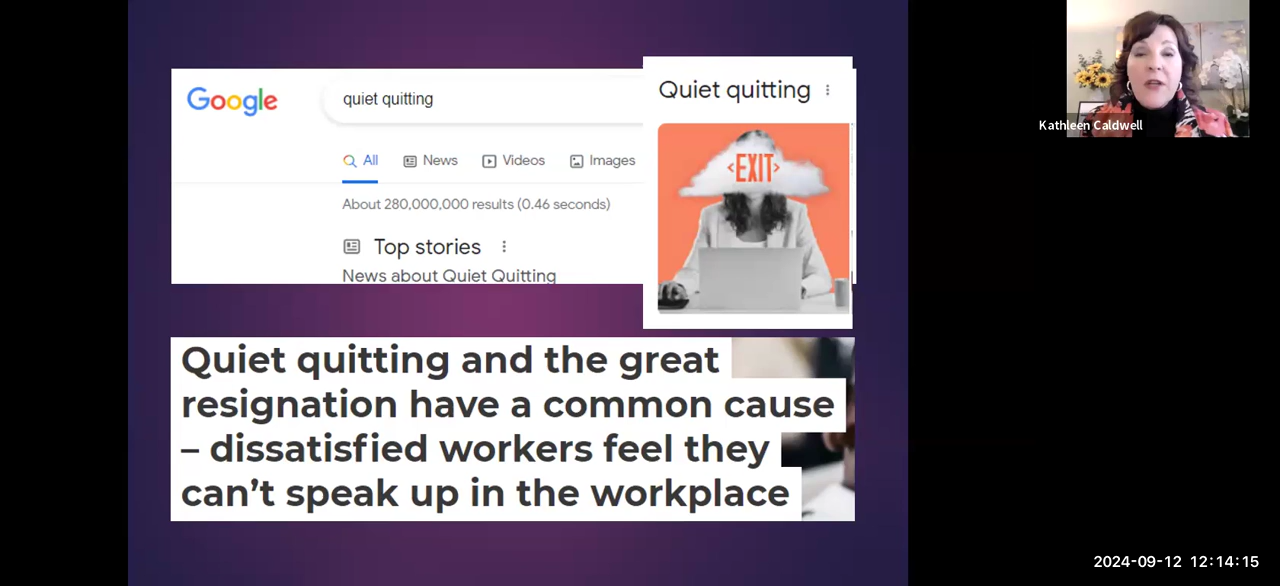 Google
quiet quitting
All
News
Videos
Images
About 280,000,000 results (0.46 seconds)
Top stories
News about Quiet Quitting
Quiet quitting
<EXIT>
Kathleen Caldwell
Quiet quitting and the great
resignation have a common cause
– dissatisfied workers feel they
can't speak up in the workplace
2024-09-12 12:14:15